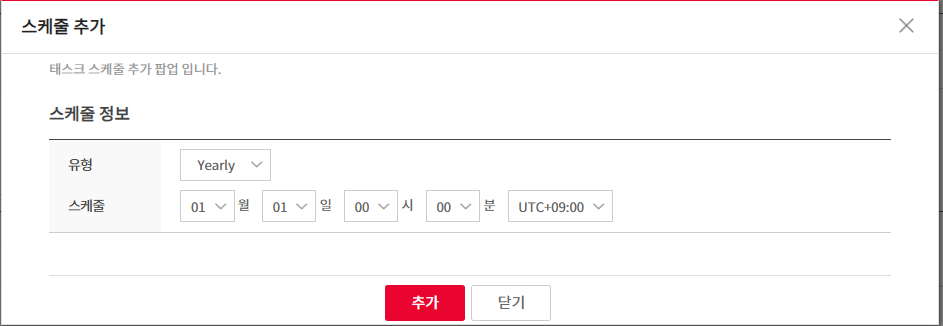 스케줄 추가
태스크 스케줄 추가 팝업 입니다.
스케줄 정보
유형 Yearly
스케줄 01 월 01 일 00 시 00 분 UTC+09:00
추가 닫기